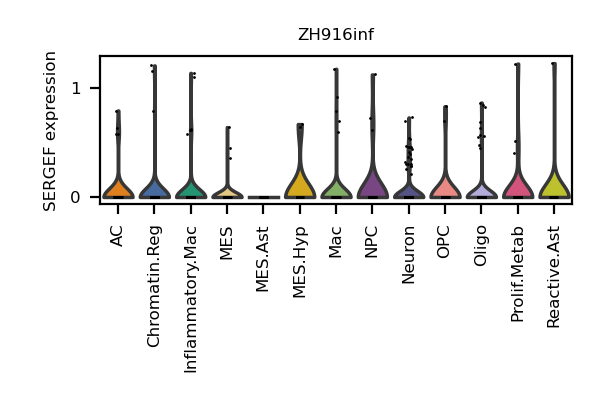 ZH916inf
SERGEF expression
1
0
AC
Chromatin.Reg
Inflammatory.Mac
MES
MES.Ast
MES.Hyp
Mac
NPC
Neuron
OPC
Oligo
Prolif.Metab
Reactive.Ast